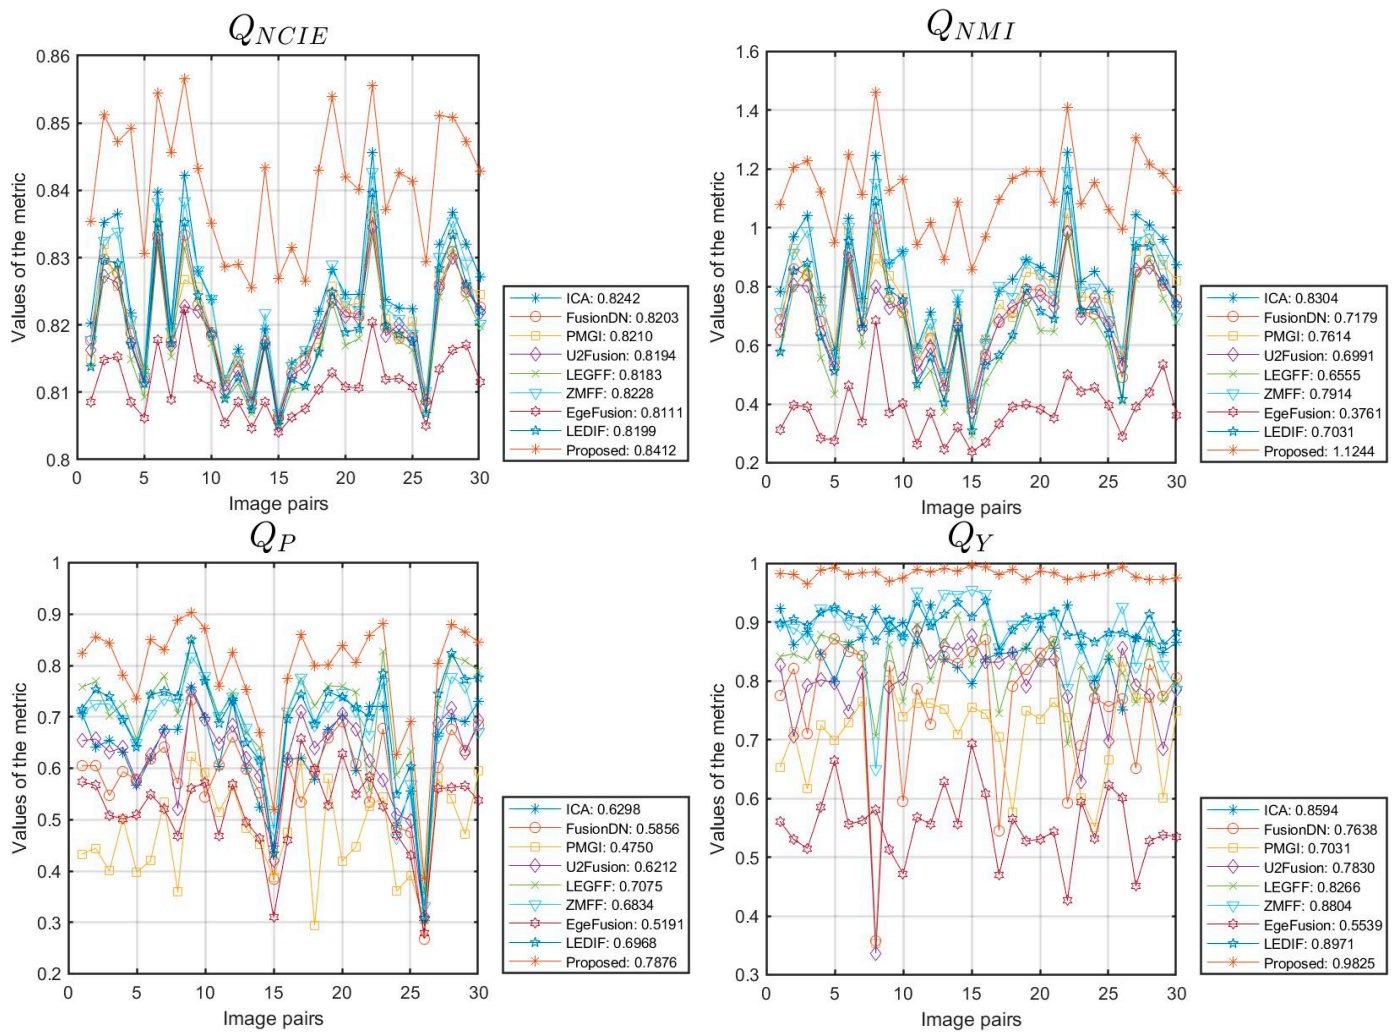 Q_NCIE
0.86
0.85
0.84
0.83
0.82
0.81
0.8
Values of the metric
0 5 10 15 20 25 30
Image pairs
ICA: 0.8242
FusionDN: 0.8203
PMGI: 0.8210
U2Fusion: 0.8194
LEGFF: 0.8183
ZMFF: 0.8228
EgeFusion: 0.8111
LEDIF: 0.8199
Proposed: 0.8412
Q_NMI
1.6
1.4
1.2
1
0.8
0.6
0.4
0.2
Values of the metric
0 5 10 15 20 25 30
Image pairs
ICA: 0.8304
FusionDN: 0.7179
PMGI: 0.7614
U2Fusion: 0.6991
LEGFF: 0.6555
ZMFF: 0.7914
EgeFusion: 0.3761
LEDIF: 0.7031
Proposed: 1.1244
Q_P
1
0.9
0.8
0.7
0.6
0.5
0.4
0.3
0.2
Values of the metric
0 5 10 15 20 25 30
Image pairs
ICA: 0.6298
FusionDN: 0.5856
PMGI: 0.4750
U2Fusion: 0.6212
LEGFF: 0.7075
ZMFF: 0.6834
EgeFusion: 0.5191
LEDIF: 0.6968
Proposed: 0.7876
Q_Y
1
0.9
0.8
0.7
0.6
0.5
0.4
0.3
Values of the metric
0 5 10 15 20 25 30
Image pairs
ICA: 0.8594
FusionDN: 0.7638
PMGI: 0.7031
U2Fusion: 0.7830
LEGFF: 0.8266
ZMFF: 0.8804
EgeFusion: 0.5539
LEDIF: 0.8971
Proposed: 0.9825